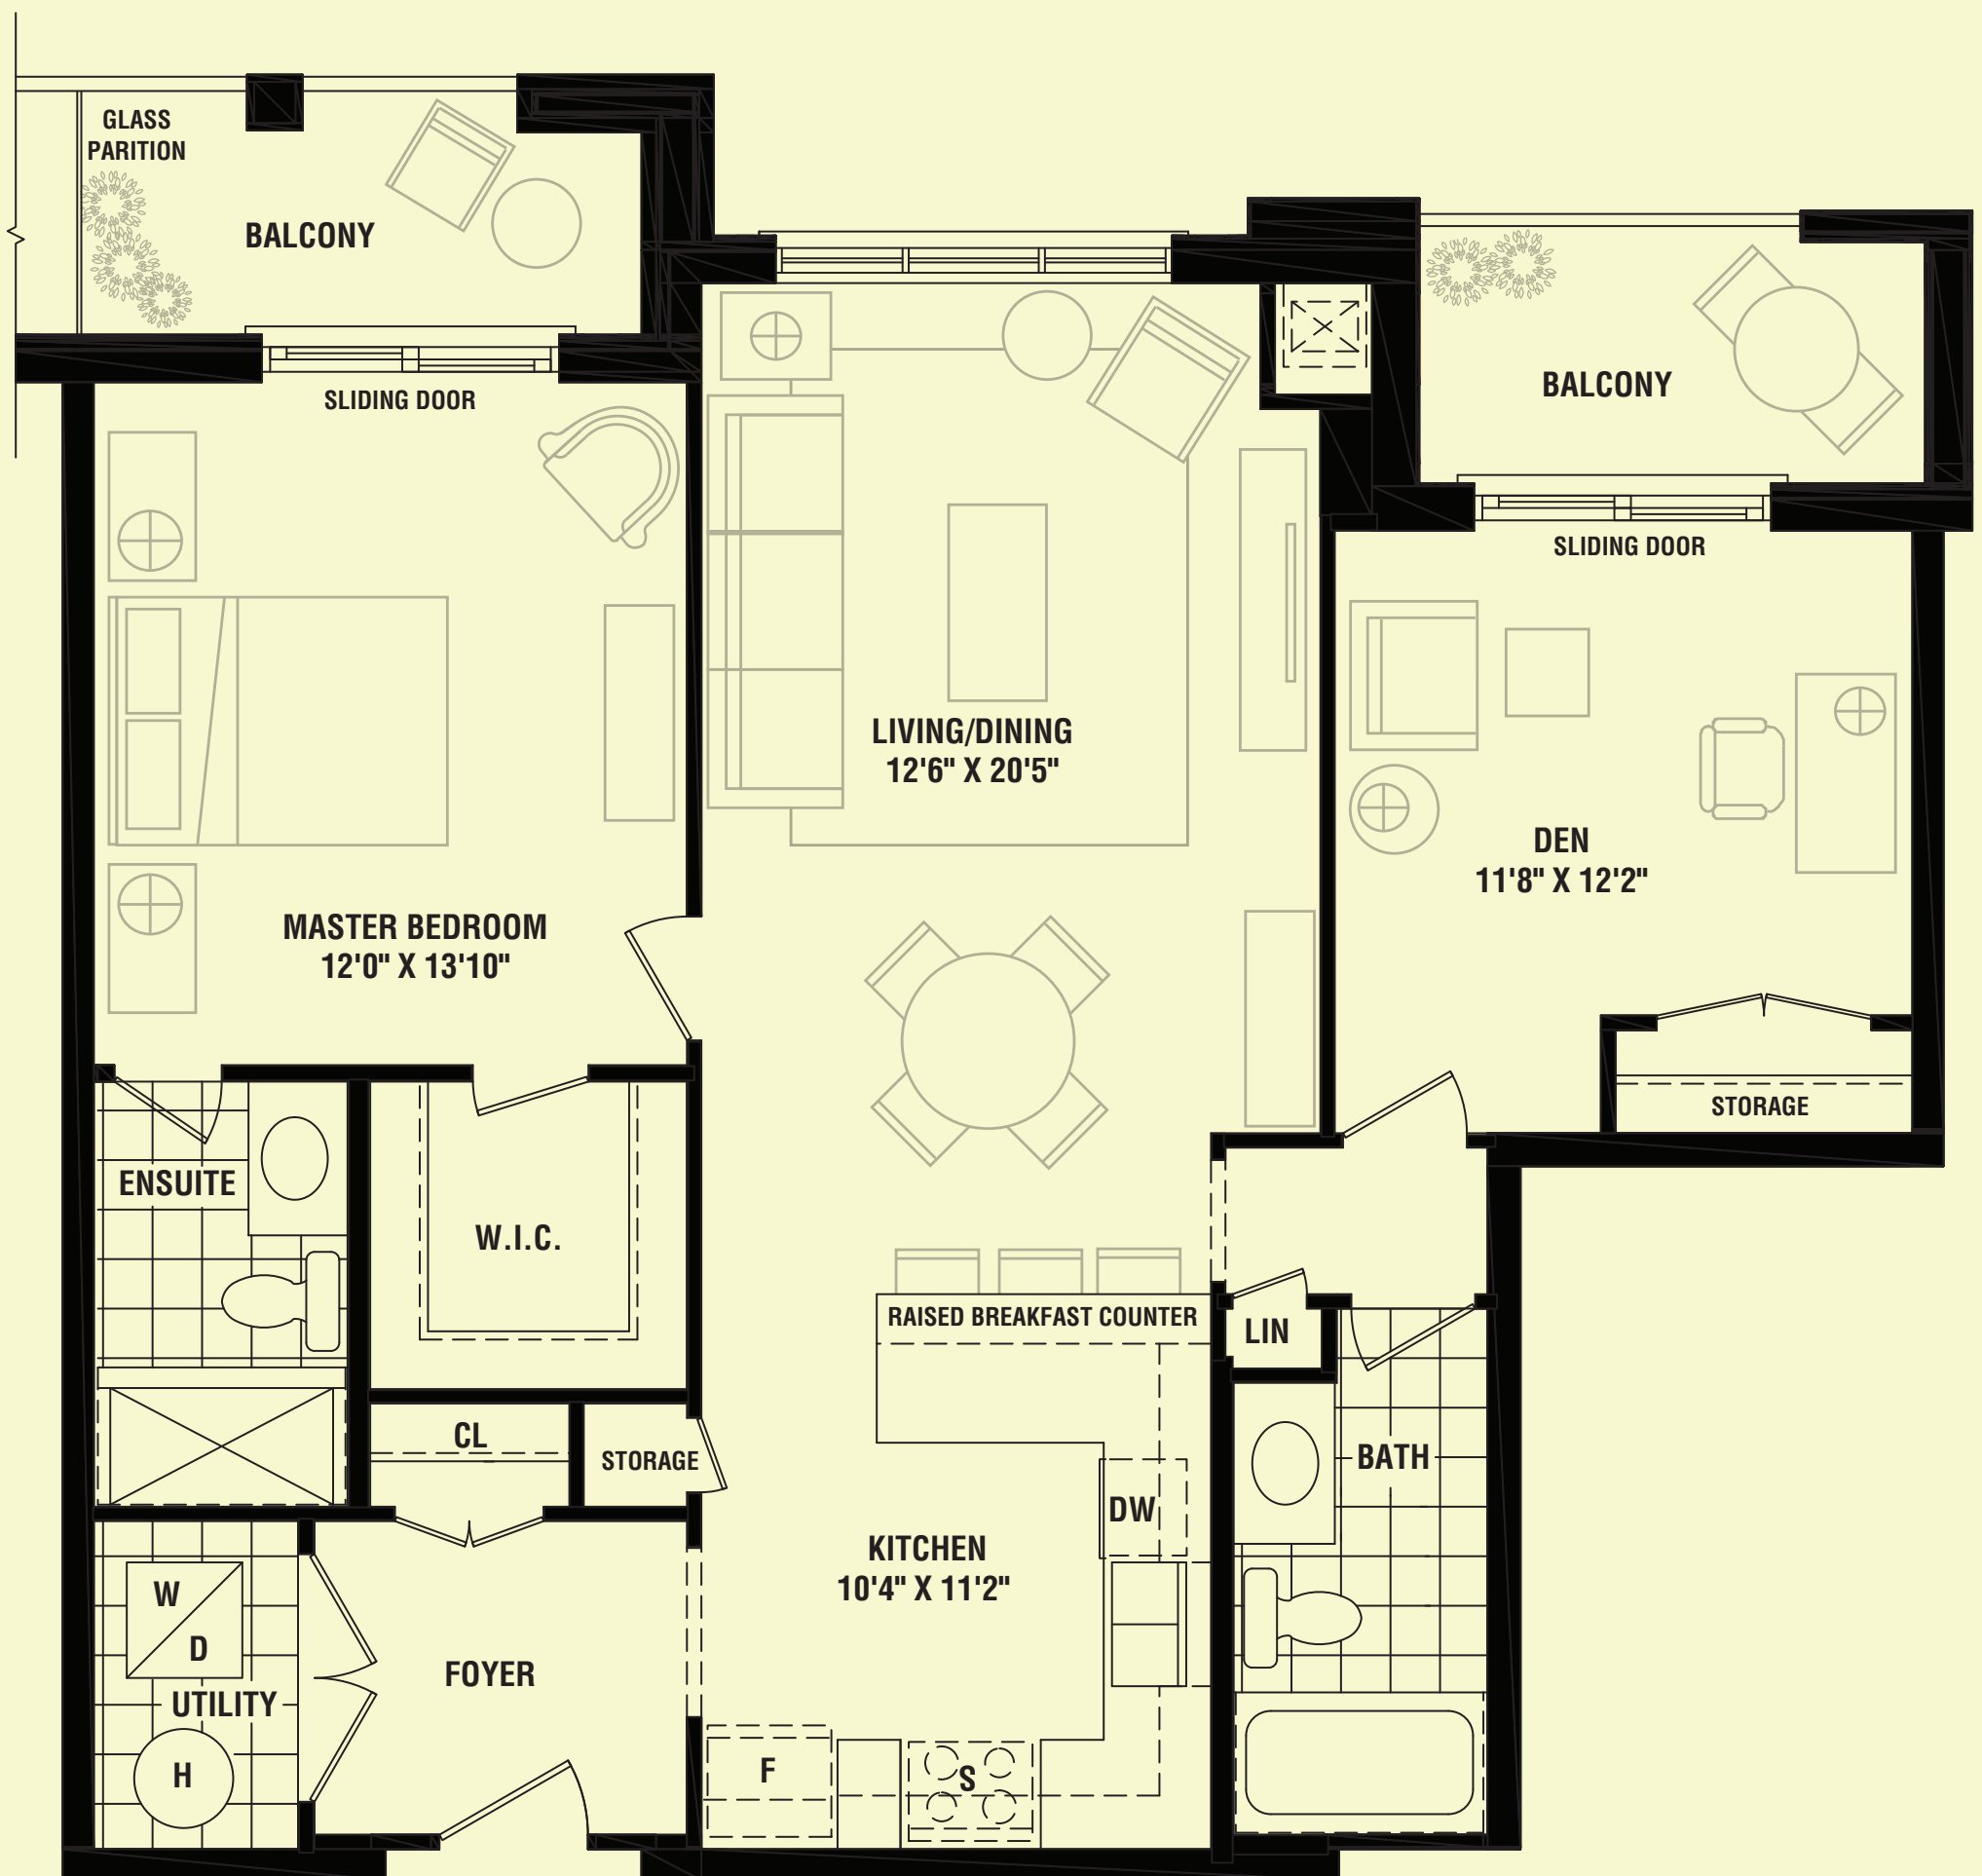 GLASS
PARITION
BALCONY
SLIDING DOOR
BALCONY
SLIDING DOOR
LIVING/DINING
12'6" X 20'5"
DEN
11'8" X 12'2"
MASTER BEDROOM
12'0" X 13'10"
STORAGE
ENSUITE
W.I.C.
RAISED BREAKFAST COUNTER
LIN
CL
STORAGE
BATH
DW
KITCHEN
10'4" X 11'2"
W
D
UTILITY
FOYER
H
F
S